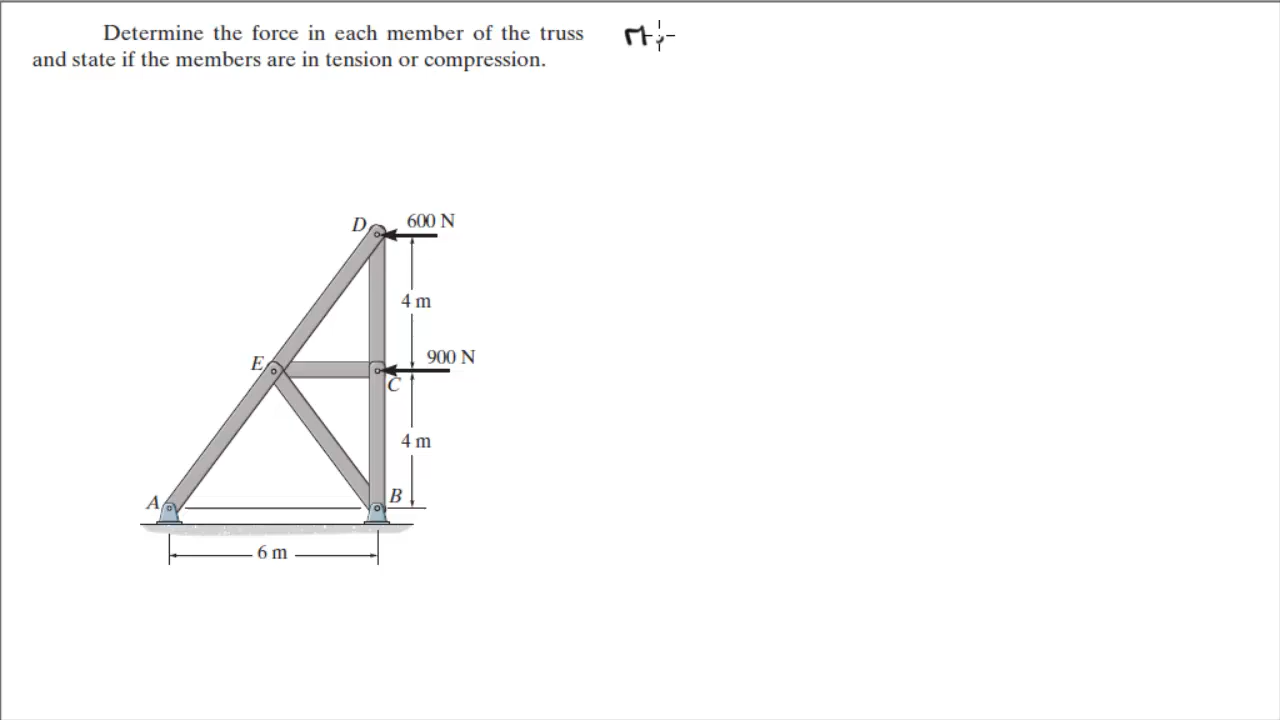 Determine the force in each member of the truss
and state if the members are in tension or compression.
D
600 N
4 m
E
900 N
C
4 m
A
B
6 m